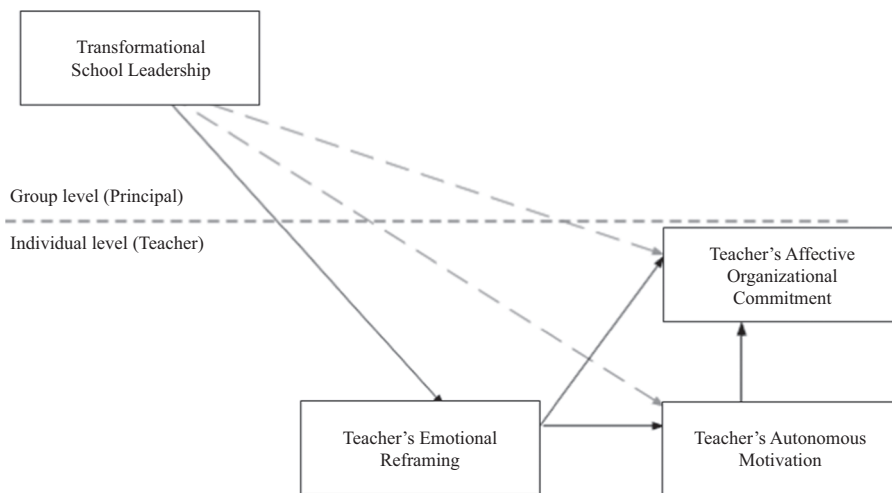 Transformational
School Leadership
Group level (Principal)
Individual level (Teacher)
Teacher’s Affective
Organizational
Commitment
Teacher’s Emotional
Reframing
Teacher’s Autonomous
Motivation